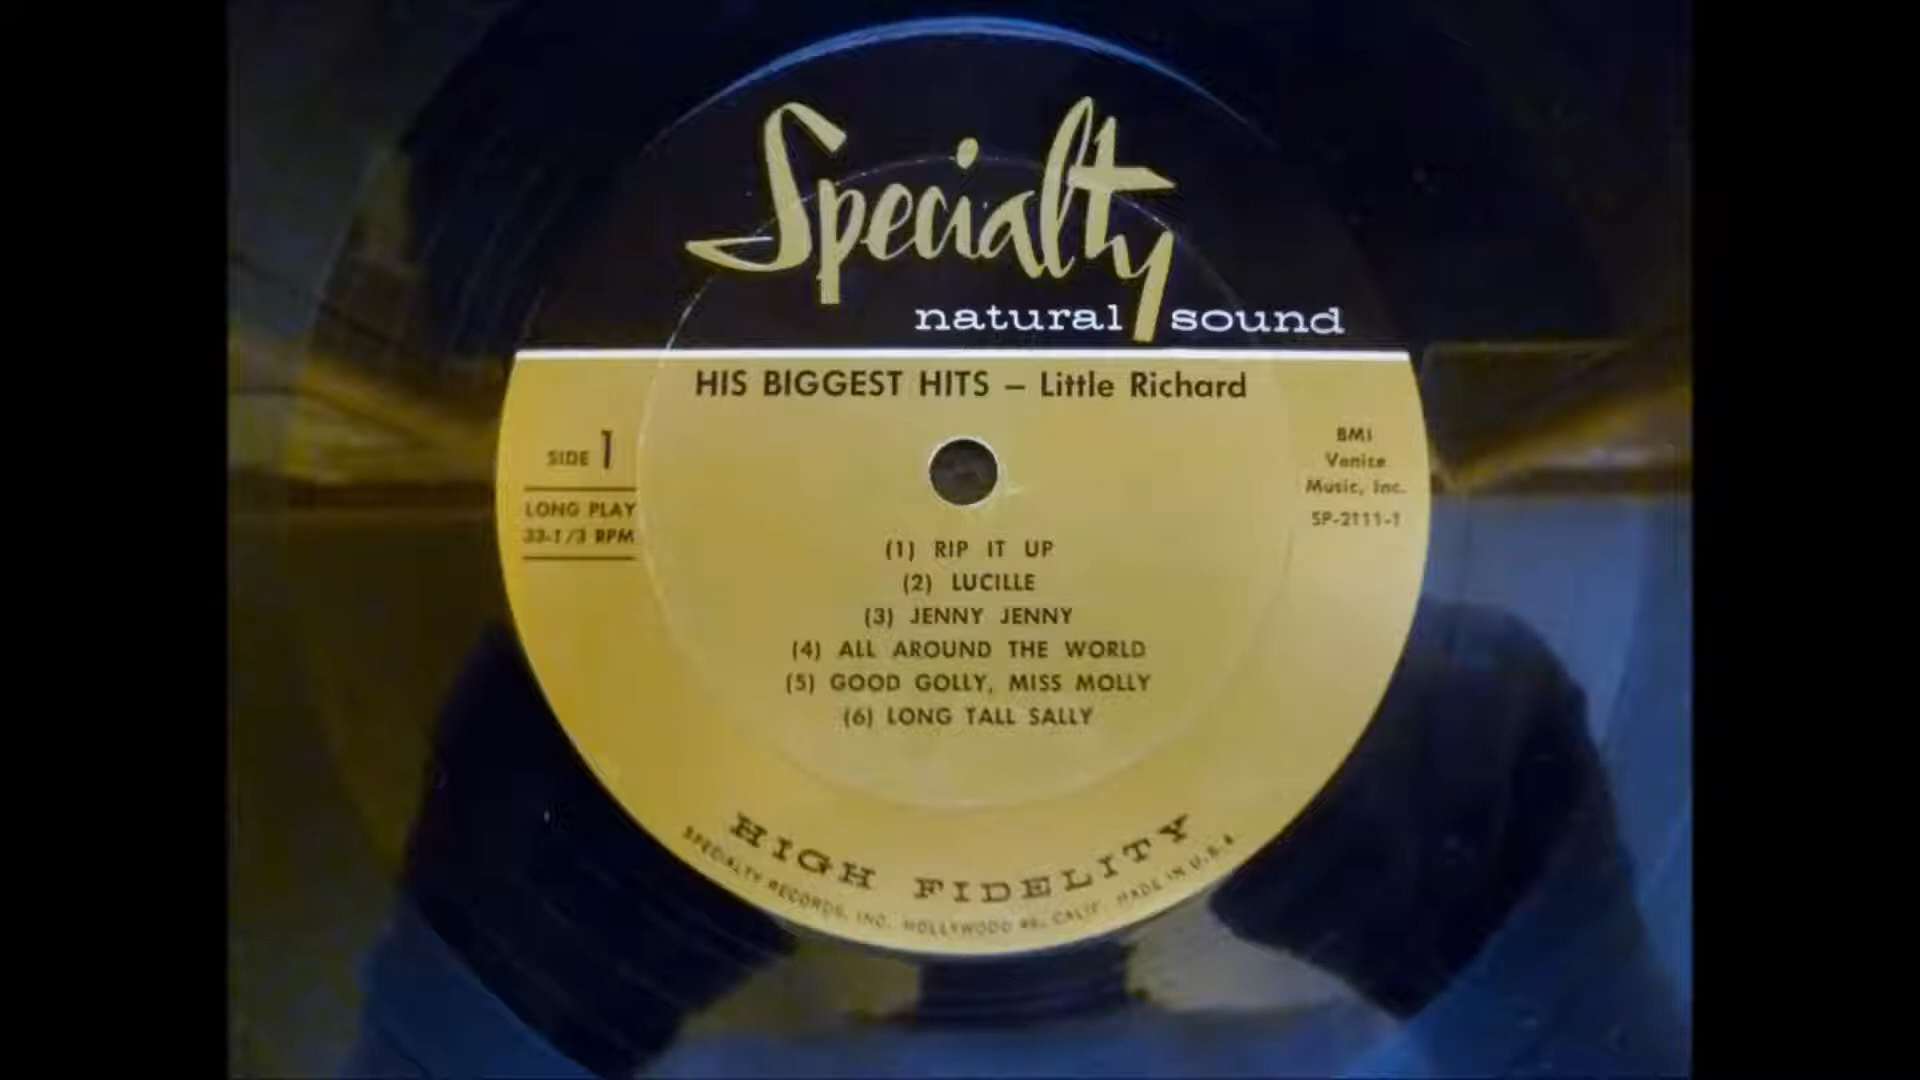 Specialty
natural sound
HIS BIGGEST HITS – Little Richard
SIDE 1
LONG PLAY
33-1/3 RPM
BMI
Venice
Music, Inc.
SP-2111-1
(1) RIP IT UP
(2) LUCILLE
(3) JENNY JENNY
(4) ALL AROUND THE WORLD
(5) GOOD GOLLY, MISS MOLLY
(6) LONG TALL SALLY
HIGH FIDELITY
SPECIALTY RECORDS, INC. HOLLYWOOD 46, CALIF. MADE IN U.S.A.